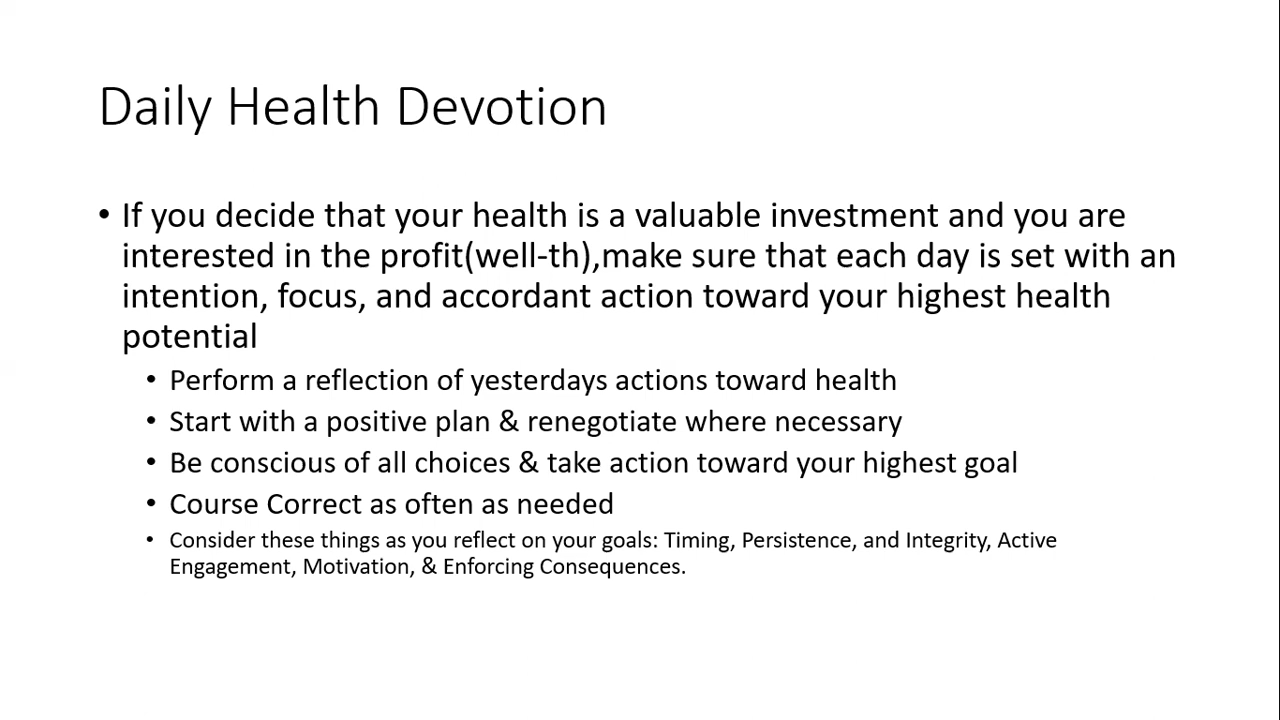 Daily Health Devotion
• If you decide that your health is a valuable investment and you are
interested in the profit(well-th),make sure that each day is set with an
intention, focus, and accordant action toward your highest health
potential
• Perform a reflection of yesterdays actions toward health
• Start with a positive plan & renegotiate where necessary
• Be conscious of all choices & take action toward your highest goal
• Course Correct as often as needed
• Consider these things as you reflect on your goals: Timing, Persistence, and Integrity, Active
Engagement, Motivation, & Enforcing Consequences.